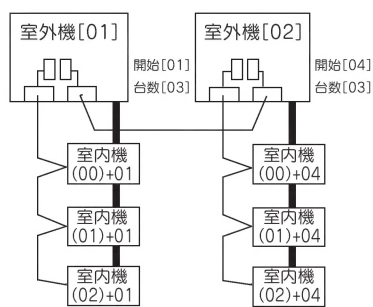 室外機[01]
開始[01]
台数[03]
室内機
(00)+01
室内機
(01)+01
室内機
(02)+01
室外機[02]
開始[04]
台数[03]
室内機
(00)+04
室内機
(01)+04
室内機
(02)+04